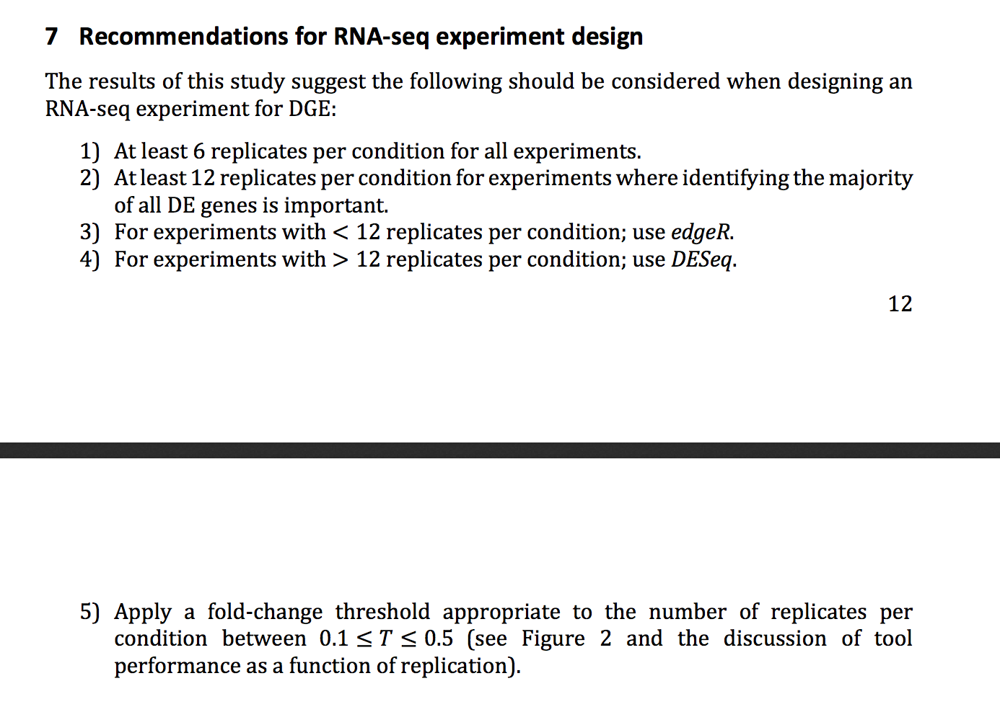 7 Recommendations for RNA-seq experiment design
The results of this study suggest the following should be considered when designing an
RNA-seq experiment for DGE:
1) At least 6 replicates per condition for all experiments.
2) At least 12 replicates per condition for experiments where identifying the majority
of all DE genes is important.
3) For experiments with < 12 replicates per condition; use edgeR.
4) For experiments with > 12 replicates per condition; use DESeq.
12
5) Apply a fold-change threshold appropriate to the number of replicates per
condition between 0.1 ≤ T ≤ 0.5 (see Figure 2 and the discussion of tool
performance as a function of replication).